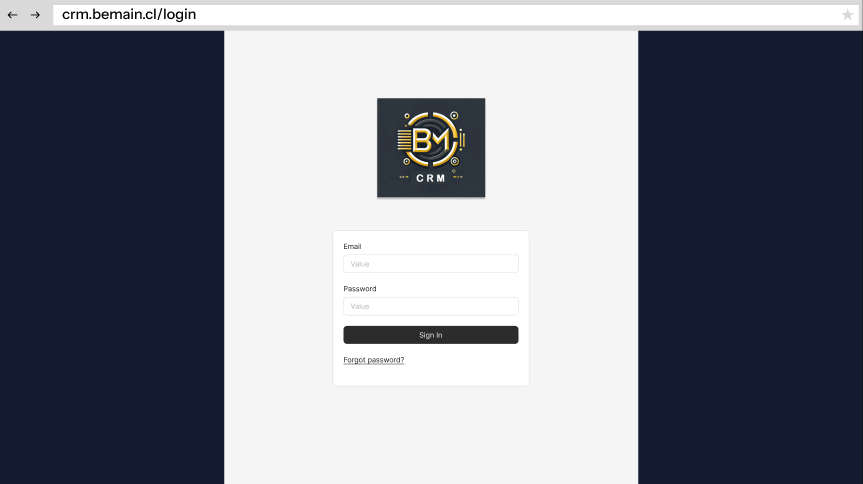 crm.bemain.cl/login
BM
CRM
Email
Value
Password
Value
Sign In
Forgot password?